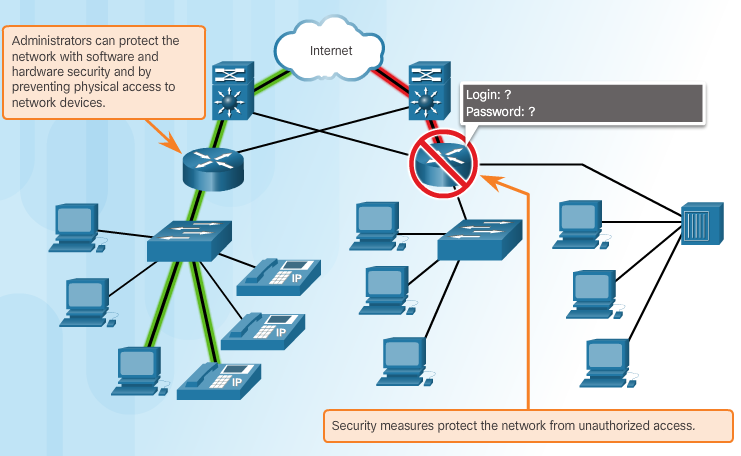 Administrators can protect the
network with software and
hardware security and by
preventing physical access to
network devices.
Internet
Login: ?
Password: ?
IP
IP
IP
Security measures protect the network from unauthorized access.